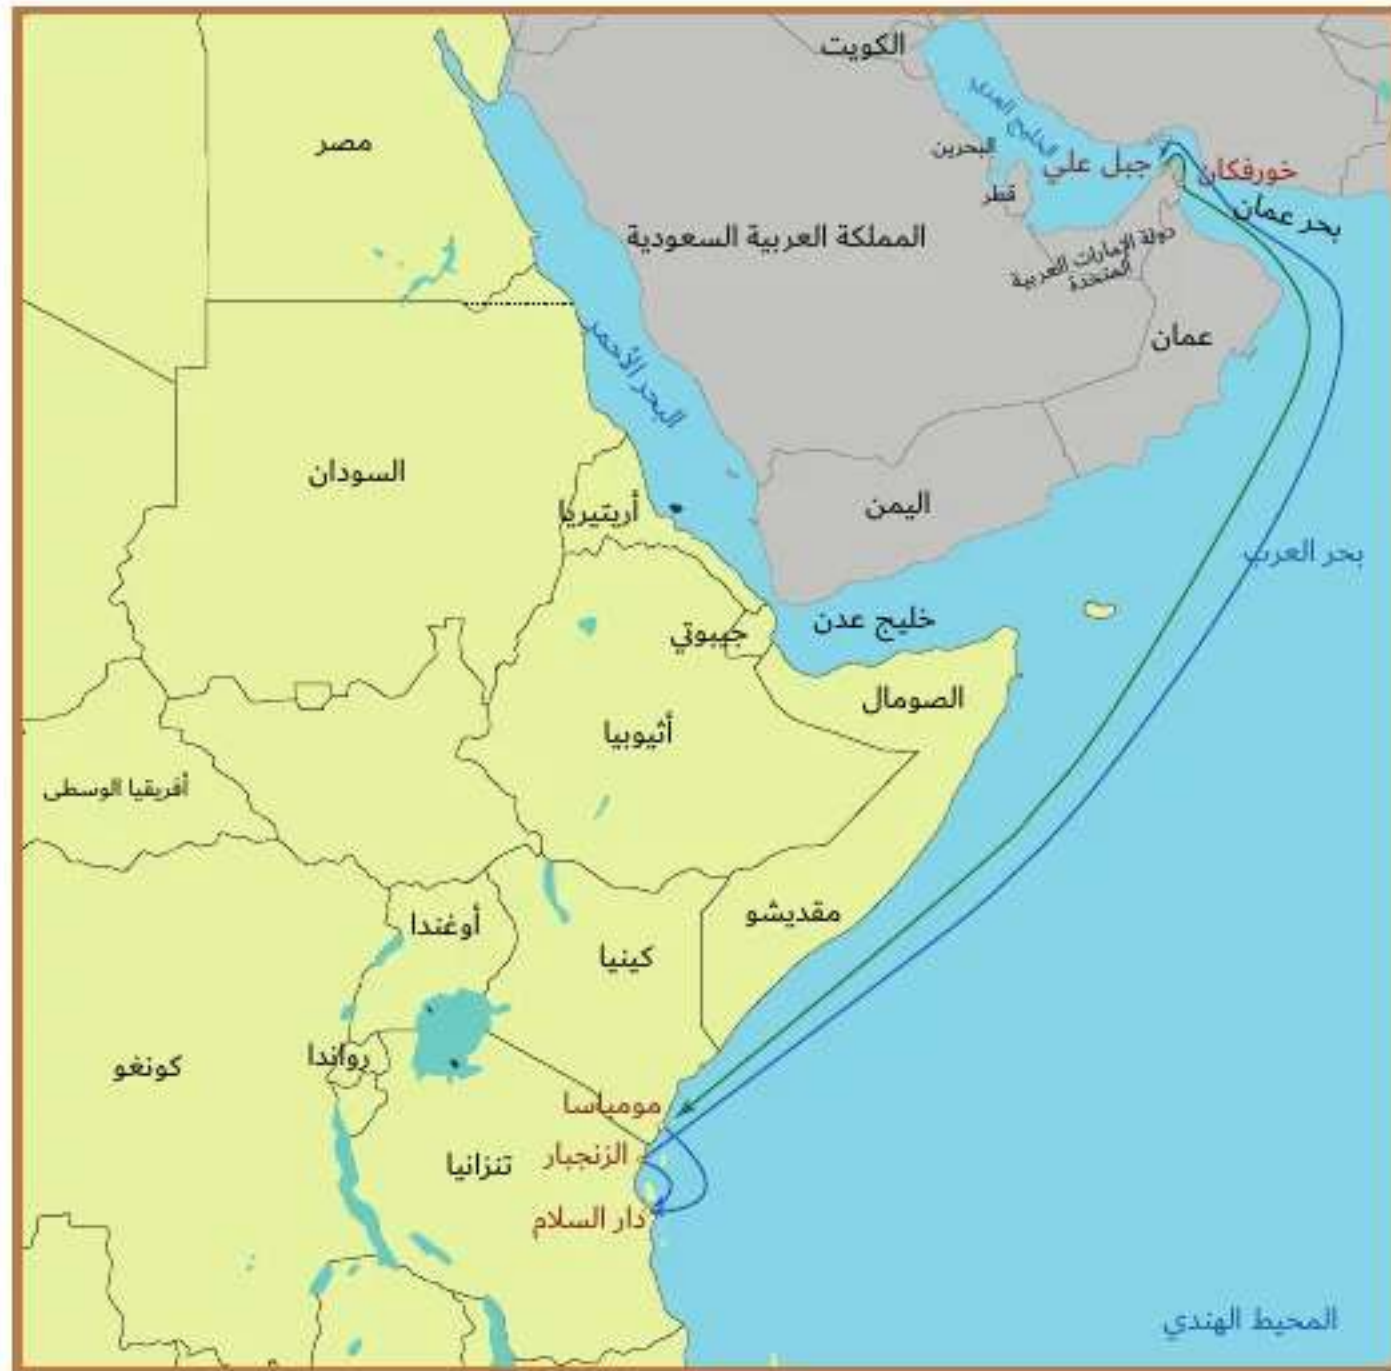 الكويت
الخليج العربي
مصر
البحرين
جبل علي
خورفكان
قطر
بحر عمان
المملكة العربية السعودية
دولة الإمارات العربية
المتحدة
عمان
البحر الأحمر
السودان
اليمن
أريتيريا
بحر العرب
خليج عدن
جيبوتي
الصومال
أثيوبيا
أفريقيا الوسطى
مقديشو
أوغندا
كينيا
رواندا
كونغو
مومباسا
الزنجبار
تنزانيا
دار السلام
المحيط الهندي